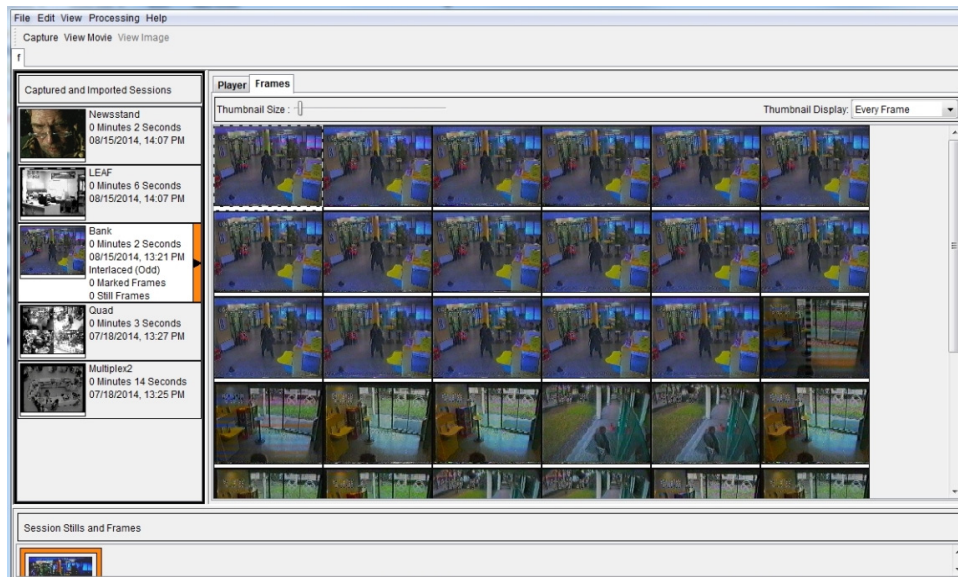 File Edit View Processing Help
Capture View Movie View Image
f
Captured and Imported Sessions
Newsstand
0 Minutes 2 Seconds
08/15/2014, 14:07 PM
LEAF
0 Minutes 6 Seconds
08/15/2014, 14:07 PM
Bank
0 Minutes 2 Seconds
08/15/2014, 13:21 PM
Interlaced (Odd)
0 Marked Frames
0 Still Frames
Quad
0 Minutes 3 Seconds
07/18/2014, 13:27 PM
Multiplex2
0 Minutes 14 Seconds
07/18/2014, 13:25 PM
Player Frames
Thumbnail Size : Thumbnail Display: Every Frame
Session Stills and Frames